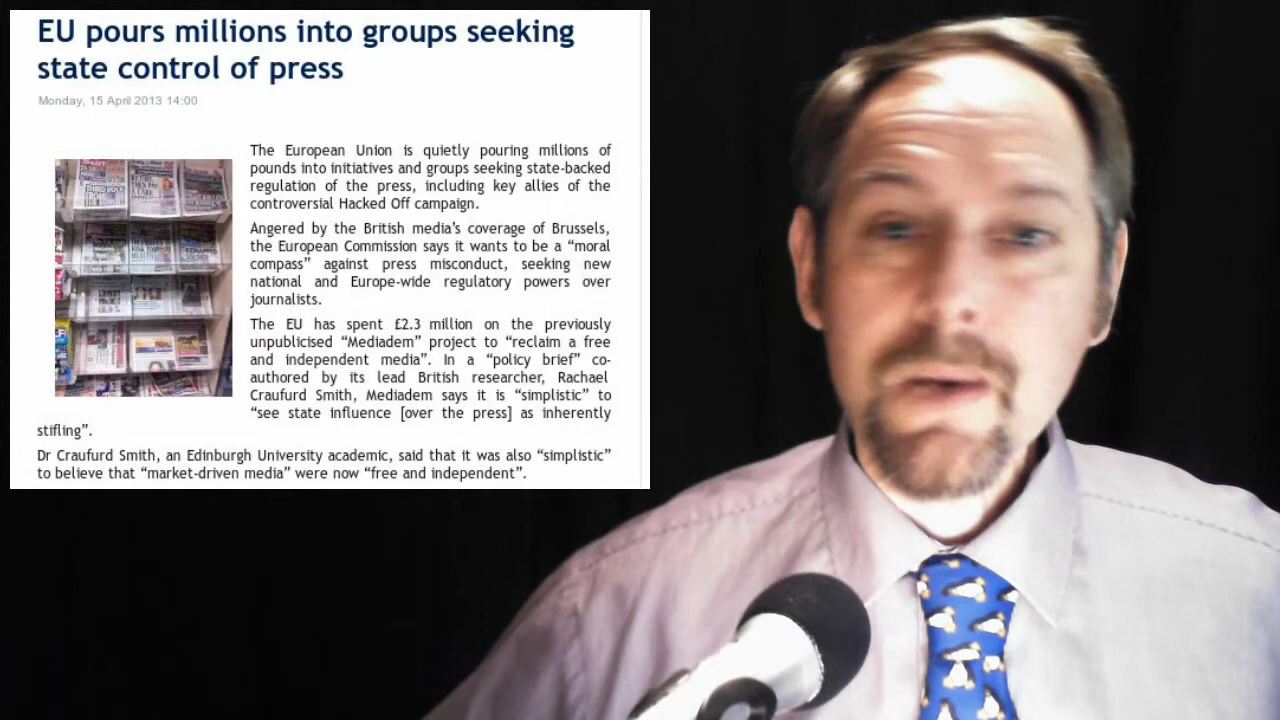 EU pours millions into groups seeking
state control of press
Monday, 15 April 2013 14:00
The European Union is quietly pouring millions of
pounds into initiatives and groups seeking state-backed
regulation of the press, including key allies of the
controversial Hacked Off campaign.
Angered by the British media's coverage of Brussels,
the European Commission says it wants to be a “moral
compass” against press misconduct, seeking new
national and Europe-wide regulatory powers over
journalists.
The EU has spent £2.3 million on the previously
unpublicised “Mediadem” project to “reclaim a free
and independent media”. In a “policy brief” co-
authored by its lead British researcher, Rachael
Craufurd Smith, Mediadem says it is “simplistic” to
“see state influence [over the press] as inherently
stifling”.
Dr Craufurd Smith, an Edinburgh University academic, said that it was also “simplistic”
to believe that “market-driven media” were now “free and independent”.